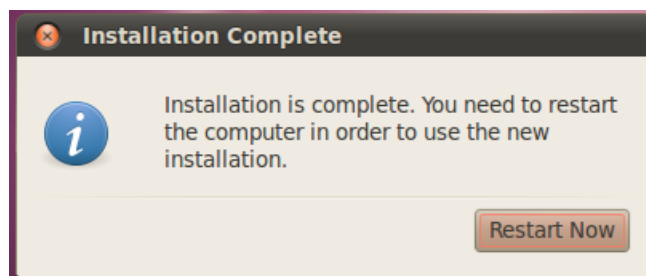 Installation Complete
Installation is complete. You need to restart
the computer in order to use the new
installation.
Restart Now